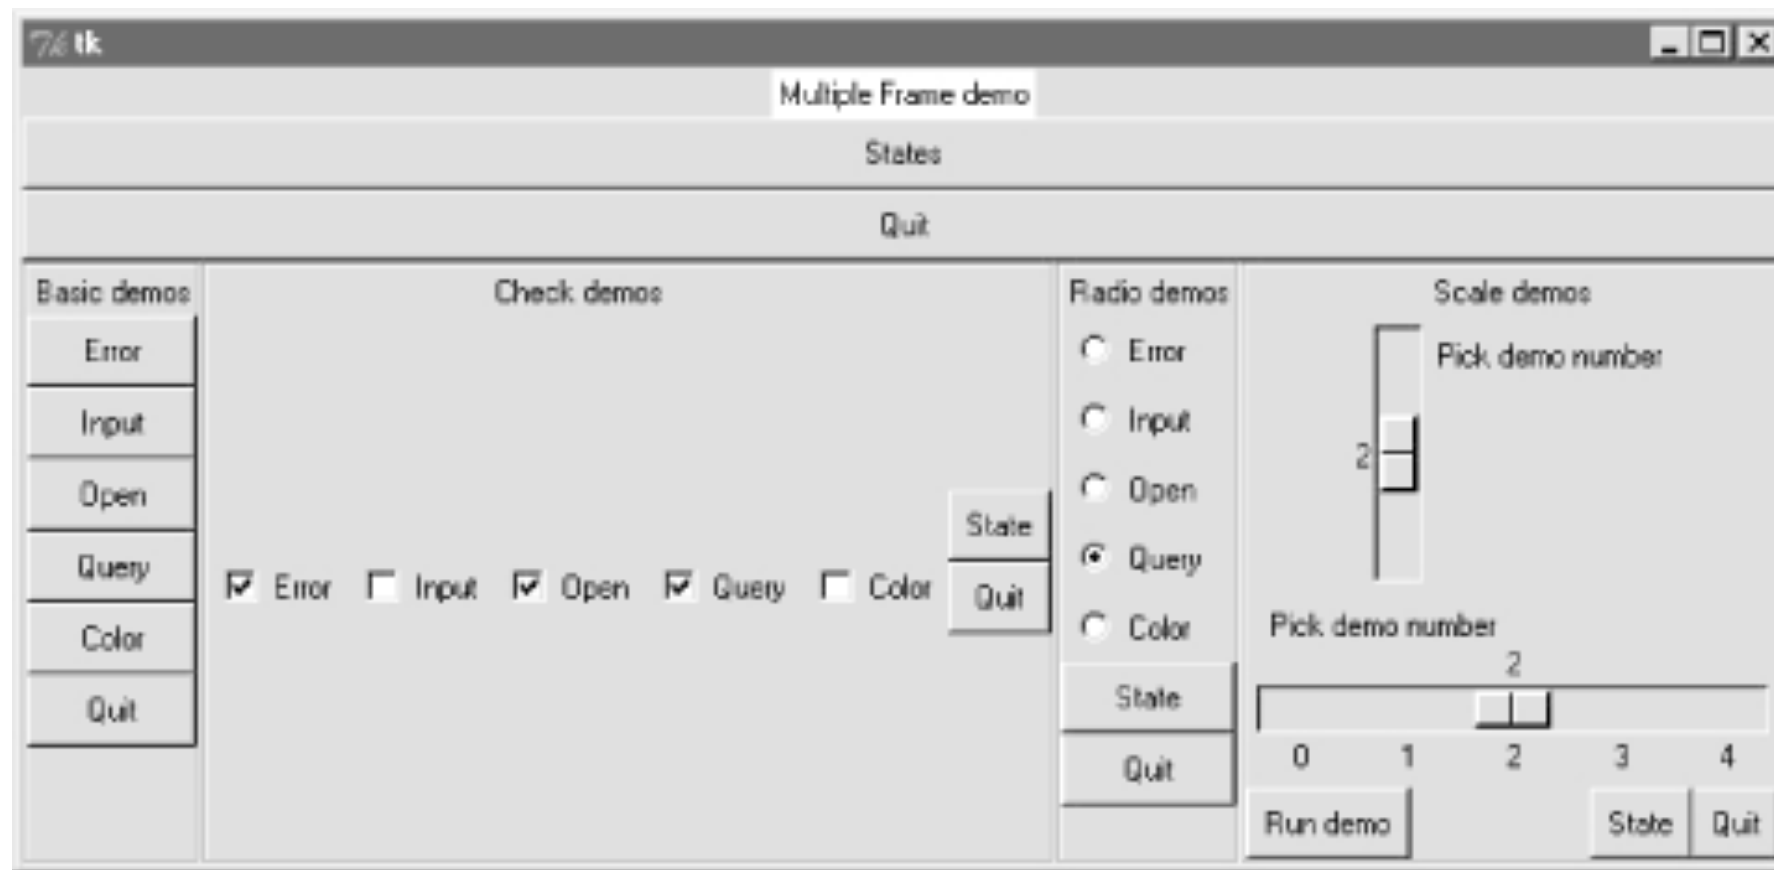 Tk tk
Multiple Frame demo
States
Quit
Basic demos
Error
Input
Open
Query
Color
Quit
Check demos
Error Input Open Query Color
State
Quit
Radio demos
Error
Input
Open
Query
Color
State
Quit
Scale demos
Pick demo number
2
Pick demo number
2
0 1 2 3 4
Run demo State Quit